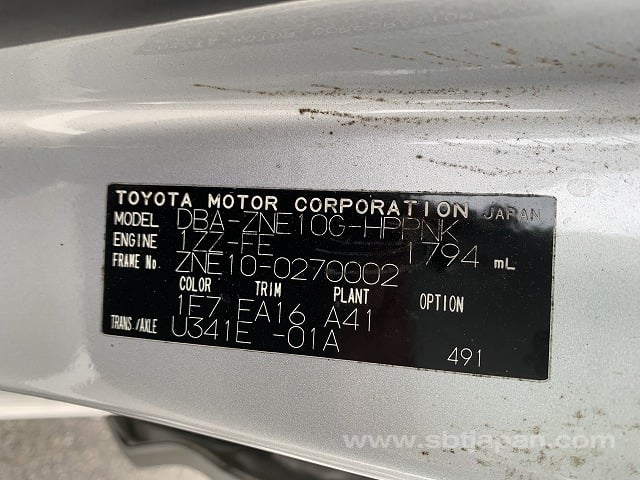 TOYOTA MOTOR CORPORATION JAPAN
MODEL DBA-ZNE10G-HPPNK
ENGINE 1ZZ-FE 1794 mL
FRAME No. ZNE10-0270002
COLOR TRIM PLANT OPTION
1F7 EA16 A41
TRANS./AXLE U341E -01A
491
www.sbtjapan.com